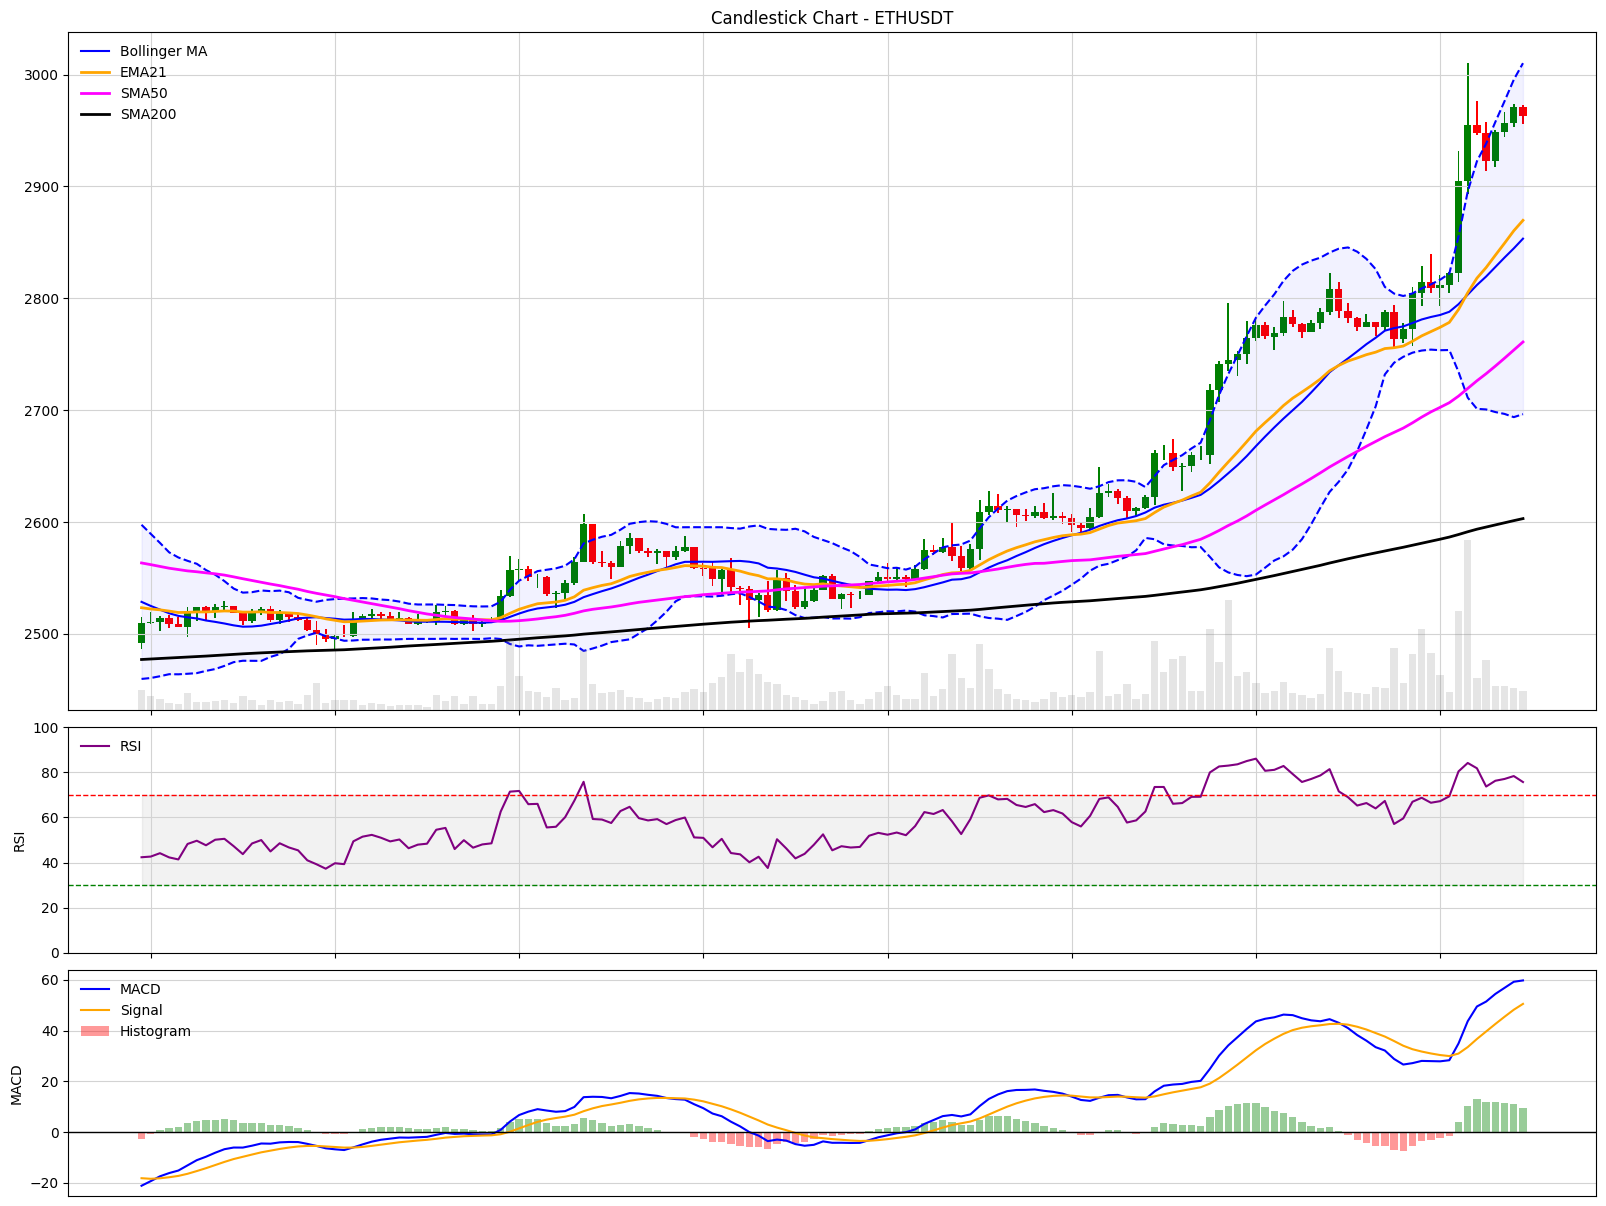 Candlestick Chart - ETHUSDT
Bollinger MA
EMA21
SMA50
SMA200
3000
2900
2800
2700
2600
2500
RSI
100
80
60
40
20
0
RSI
MACD
Signal
Histogram
60
40
20
0
−20
MACD